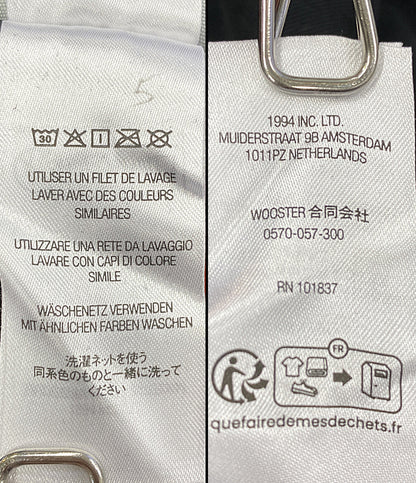 5
30
UTILISER UN FILET DE LAVAGE
LAVER AVEC DES COULEURS
SIMILAIRES
UTILIZZARE UNA RETE DA LAVAGGIO
LAVARE CON CAPI DI COLORE
SIMILE
WÄSCHENETZ VERWENDEN
MIT ÄHNLICHEN FARBEN WASCHEN
洗濯ネットを使う
同系色のものと一緒に洗って
ください
1994 INC. LTD.
MUIDERSTRAAT 9B AMSTERDAM
1011PZ NETHERLANDS
WOOSTER 合同会社
0570-057-300
RN 101837
FR
quefairedemesdechets.fr